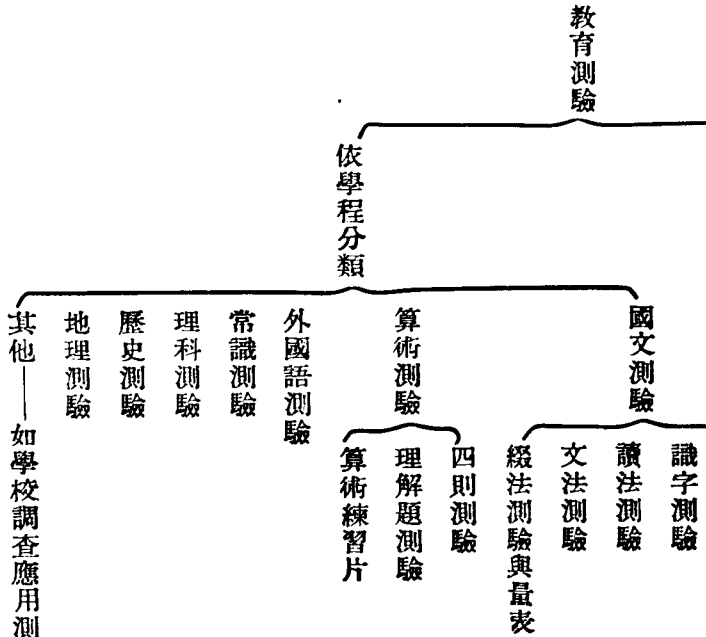 教育測驗
依學程分類
國文測驗
識字測驗
讀法測驗
文法測驗
綴法測驗與量表
算術測驗
四則測驗
理解題測驗
算術練習片
外國語測驗
常識測驗
理科測驗
歷史測驗
地理測驗
其他——如學校調查應用測